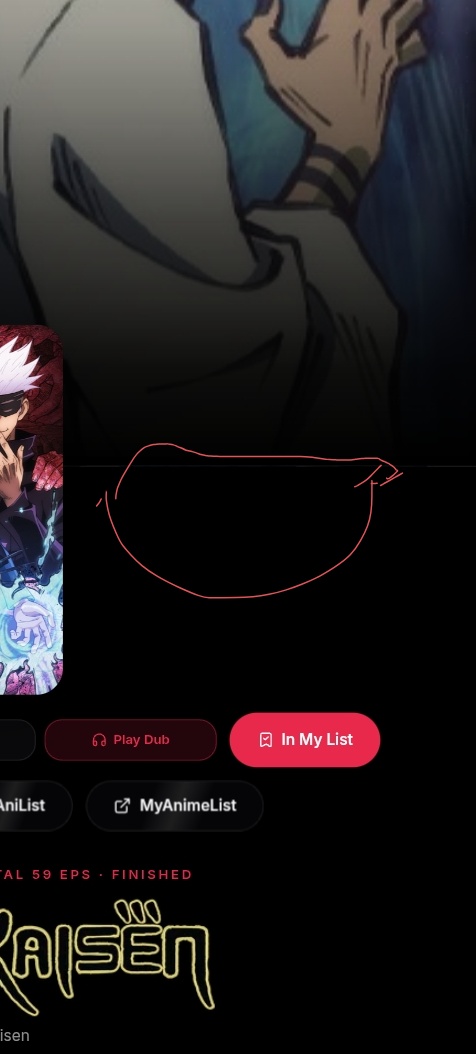 Play Dub
In My List
AniList
MyAnimeList
TAL 59 EPS · FINISHED
KAISEN
isen